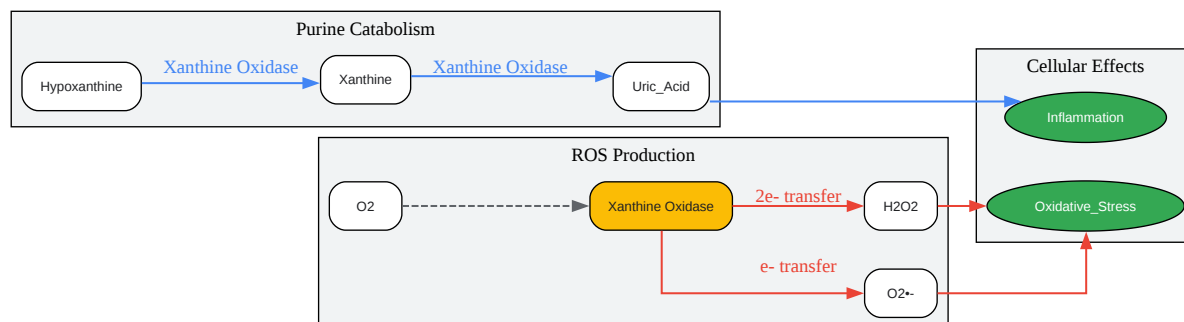 Purine Catabolism
Hypoxanthine
Xanthine Oxidase
Xanthine
Xanthine Oxidase
Uric_Acid
Cellular Effects
Inflammation
Oxidative_Stress
ROS Production
O2
Xanthine Oxidase
2e- transfer
H2O2
e- transfer
O2•-